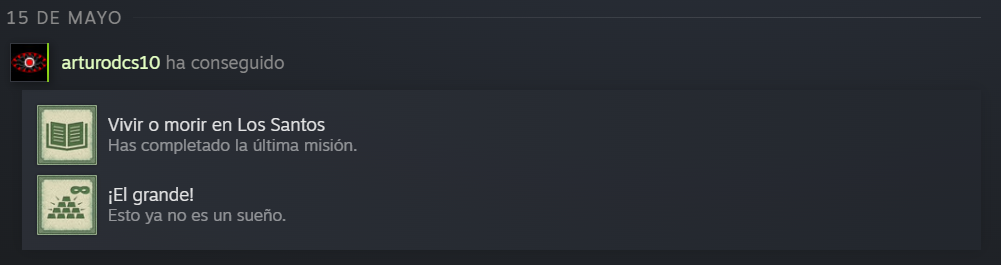 15 DE MAYO
arturodcs10 ha conseguido
Vivir o morir en Los Santos
Has completado la última misión.
¡El grande!
Esto ya no es un sueño.